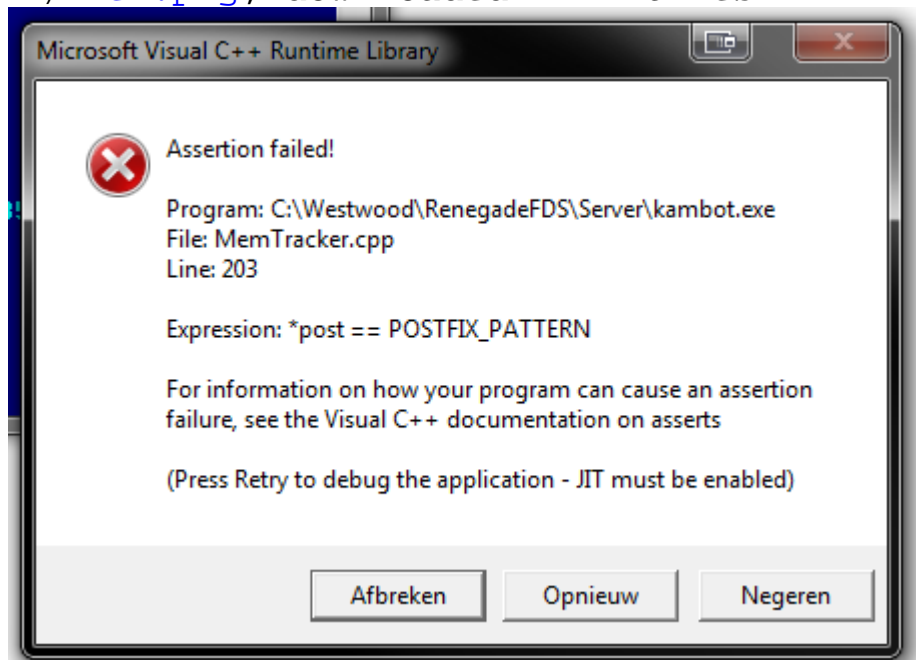 Microsoft Visual C++ Runtime Library
Assertion failed!
Program: C:\Westwood\RenegadeFDS\Server\kambot.exe
File: MemTracker.cpp
Line: 203
Expression: *post == POSTFIX_PATTERN
For information on how your program can cause an assertion
failure, see the Visual C++ documentation on asserts
(Press Retry to debug the application - JIT must be enabled)
Afbreken
Opnieuw
Negeren